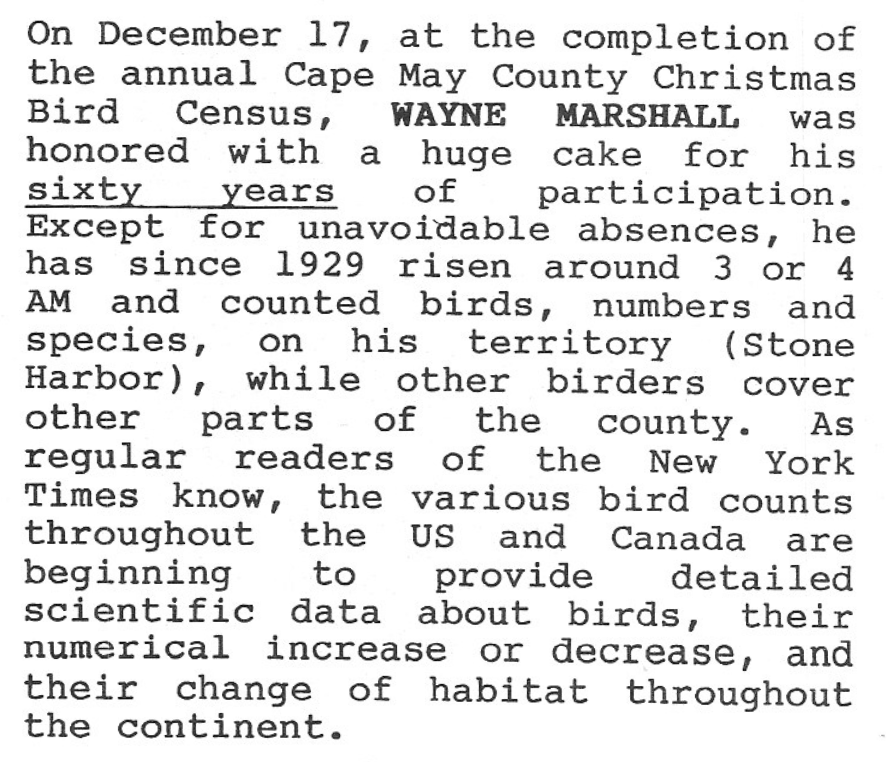 On December 17, at the completion of
the annual Cape May County Christmas
Bird Census, WAYNE MARSHALL was
honored with a huge cake for his
sixty years of participation.
Except for unavoidable absences, he
has since 1929 risen around 3 or 4
AM and counted birds, numbers and
species, on his territory (Stone
Harbor), while other birders cover
other parts of the county. As
regular readers of the New York
Times know, the various bird counts
throughout the US and Canada are
beginning to provide detailed
scientific data about birds, their
numerical increase or decrease, and
their change of habitat throughout
the continent.